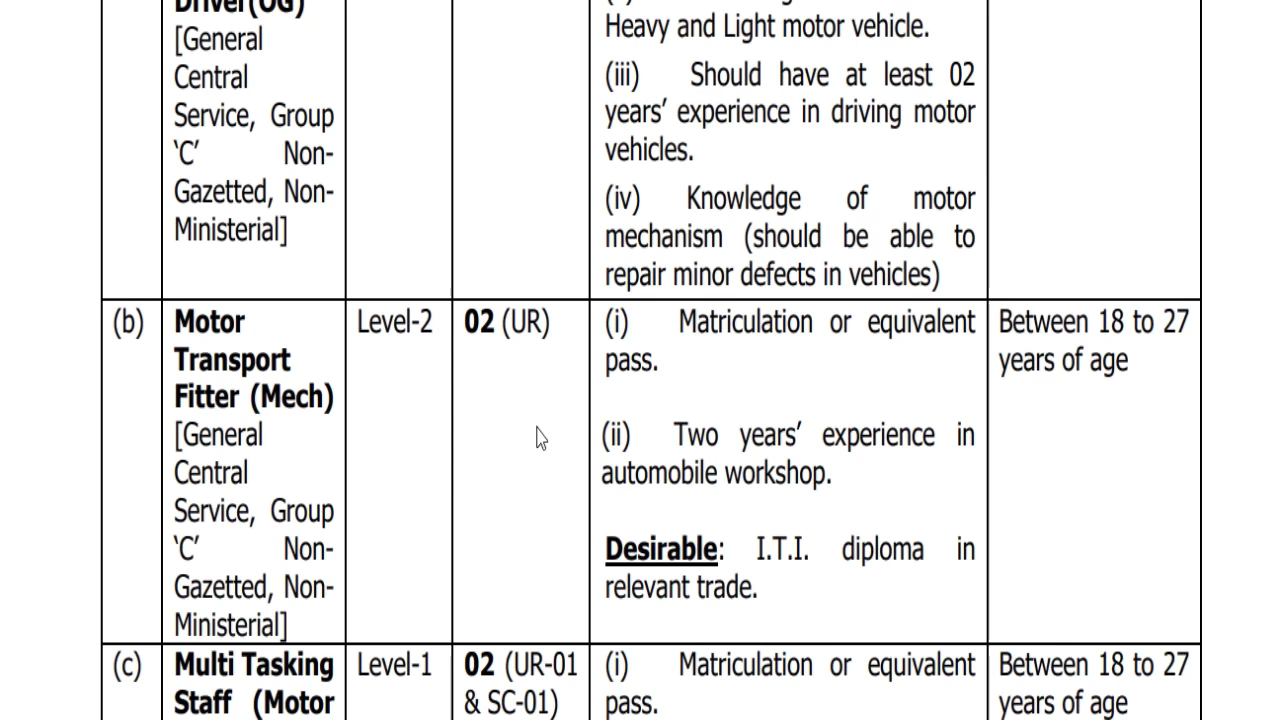 Driver(OG)
[General
Central
Service, Group
‘C’ Non-
Gazetted, Non-
Ministerial]
Heavy and Light motor vehicle.
(iii) Should have at least 02
years’ experience in driving motor
vehicles.
(iv) Knowledge of motor
mechanism (should be able to
repair minor defects in vehicles)
(b)
Motor
Transport
Fitter (Mech)
[General
Central
Service, Group
‘C’ Non-
Gazetted, Non-
Ministerial]
Level-2
02 (UR)
(i) Matriculation or equivalent
pass.
(ii) Two years’ experience in
automobile workshop.
Desirable: I.T.I. diploma in
relevant trade.
Between 18 to 27
years of age
(c)
Multi Tasking
Staff (Motor
Level-1
02 (UR-01
& SC-01)
(i) Matriculation or equivalent
pass.
Between 18 to 27
years of age